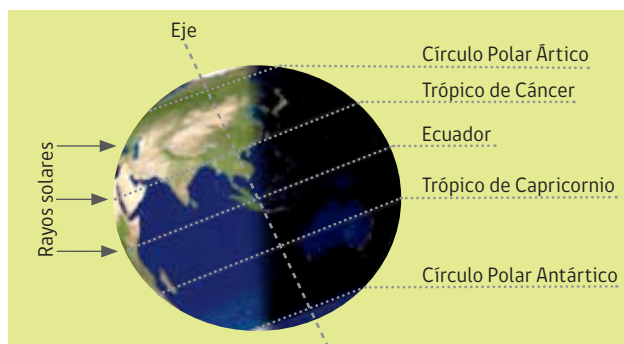 Eje
Círculo Polar Ártico
Trópico de Cáncer
Ecuador
Trópico de Capricornio
Círculo Polar Antártico
Rayos solares